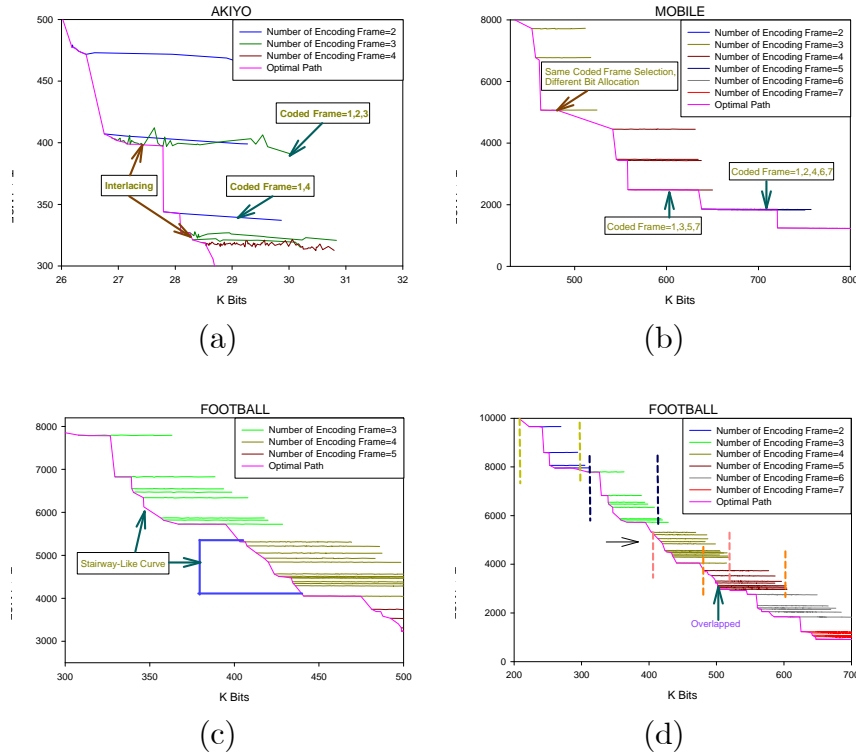 AKIYO
500
450
400
350
300
26
27
28
29
30
31
32
K Bits
Number of Encoding Frame=2
Number of Encoding Frame=3
Number of Encoding Frame=4
Optimal Path
Coded Frame=1,2,3
Interlacing
Coded Frame=1,4
(a)
MOBILE
8000
6000
4000
2000
0
500
600
700
800
K Bits
Number of Encoding Frame=2
Number of Encoding Frame=3
Number of Encoding Frame=4
Number of Encoding Frame=5
Number of Encoding Frame=6
Number of Encoding Frame=7
Optimal Path
Same Coded Frame Selection,
Different Bit Allocation
Coded Frame=1,2,4,6,7
Coded Frame=1,3,5,7
(b)
FOOTBALL
8000
7000
6000
5000
4000
3000
300
350
400
450
500
K Bits
Number of Encoding Frame=3
Number of Encoding Frame=4
Number of Encoding Frame=5
Optimal Path
Stairway-Like Curve
(c)
FOOTBALL
10000
8000
6000
4000
2000
0
200
300
400
500
600
700
K Bits
Number of Encoding Frame=2
Number of Encoding Frame=3
Number of Encoding Frame=4
Number of Encoding Frame=5
Number of Encoding Frame=6
Number of Encoding Frame=7
Optimal Path
Overlapped
(d)